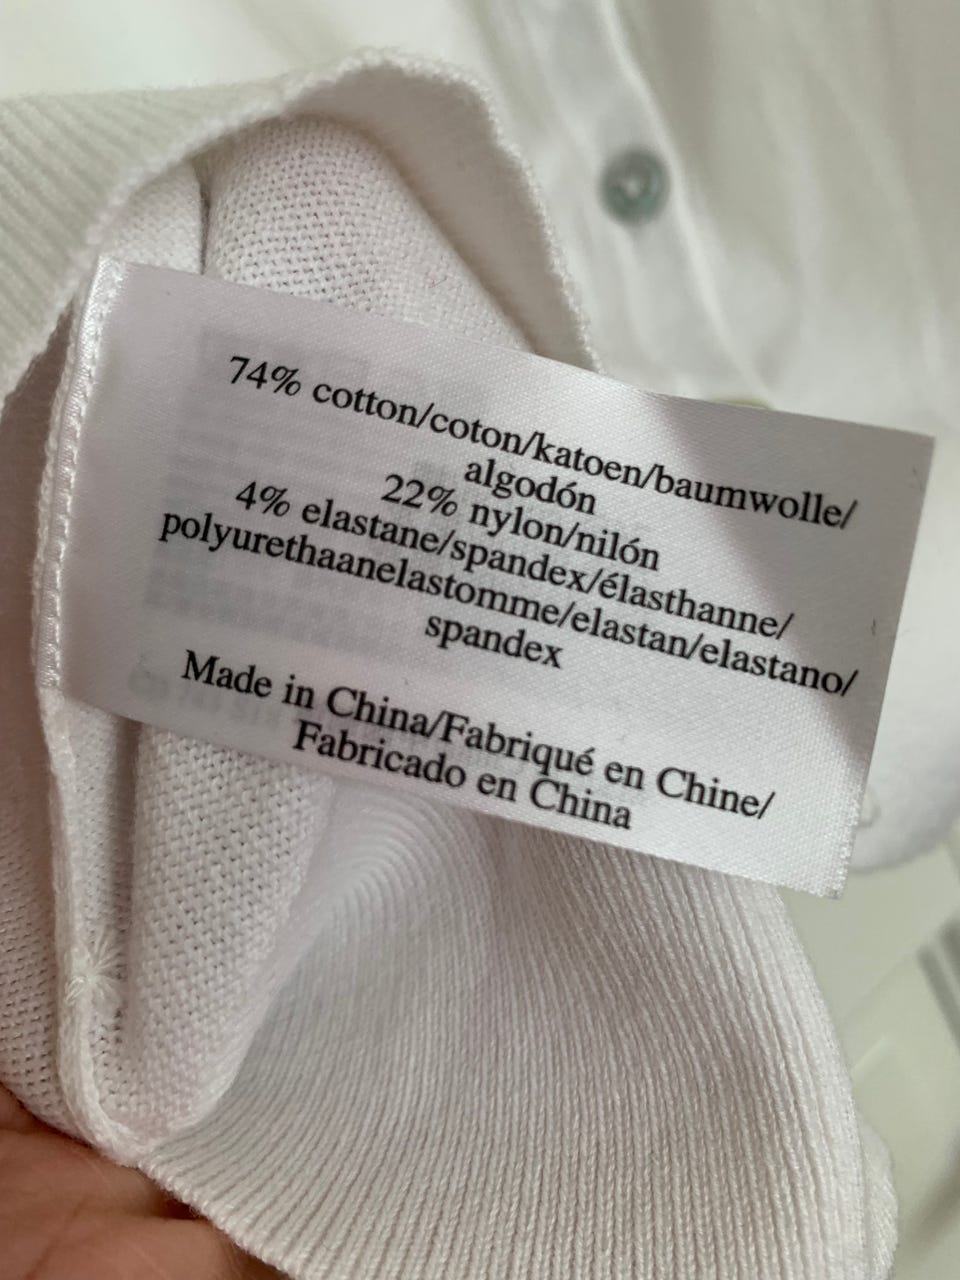 74% cotton/coton/katoen/baumwolle/
algodón
22% nylon/nilón
4% elastane/spandex/élasthanne/
polyurethaanelastomme/elastan/elastano/
spandex
Made in China/Fabriqué en Chine/
Fabricado en China